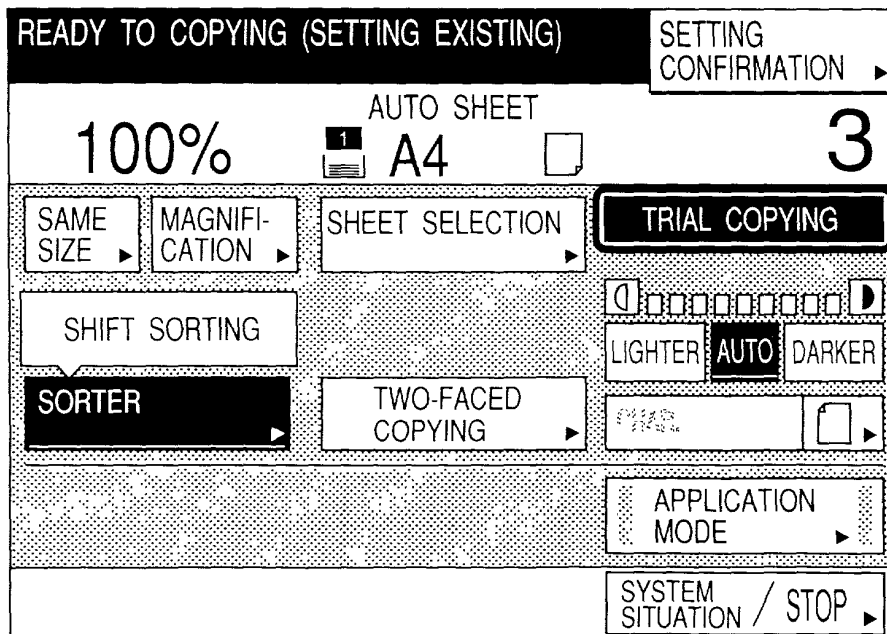 READY TO COPYING (SETTING EXISTING)
SETTING
CONFIRMATION
AUTO SHEET
100%
1
A4
3
SAME
SIZE
MAGNIFI-
CATION
SHEET SELECTION
TRIAL COPYING
SHIFT SORTING
LIGHTER
AUTO
DARKER
SORTER
TWO-FACED
COPYING
CHAR.
APPLICATION
MODE
SYSTEM
SITUATION / STOP